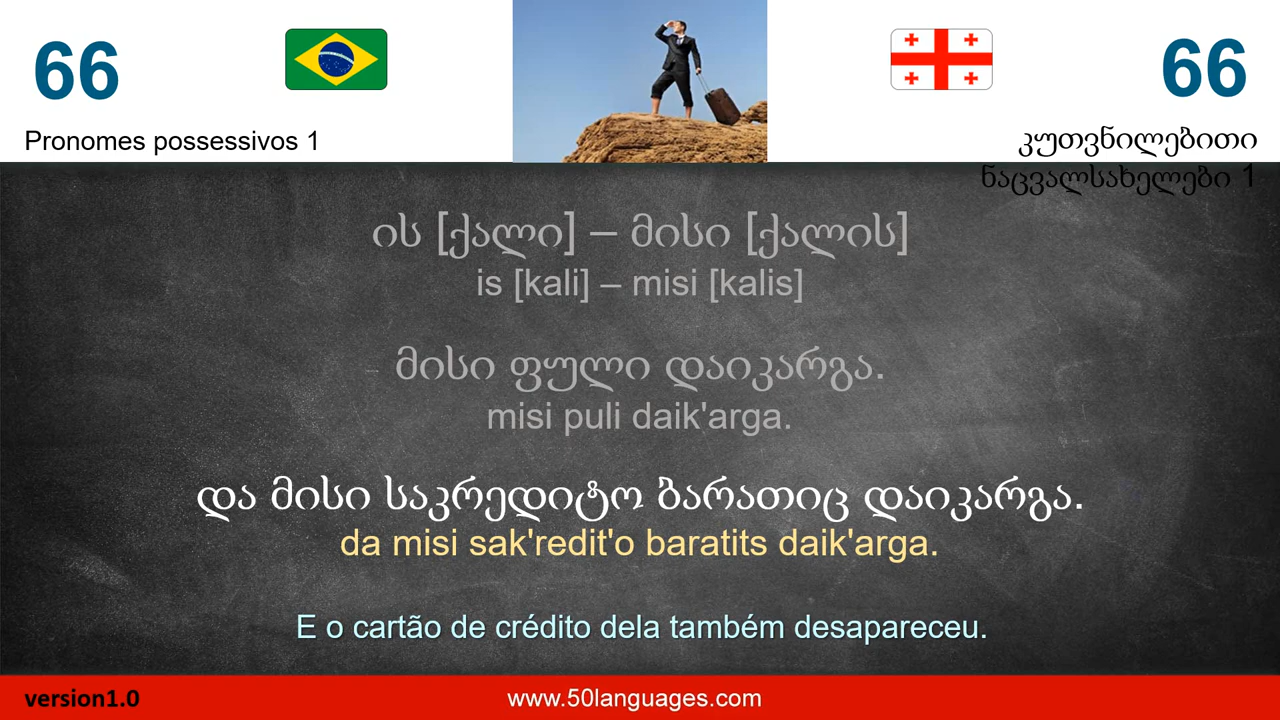 66
66
Pronomes possessivos 1
კუთვნილებითი
ნაცვალსახელები 1
ის [ქალი] – მისი [ქალის]
is [kali] – misi [kalis]
მისი ფული დაიკარგა.
misi puli daik'arga.
და მისი საკრედიტო ბარათიც დაიკარგა.
da misi sak'redit'o baratits daik'arga.
E o cartão de crédito dela também desapareceu.
version1.0
www.50languages.com